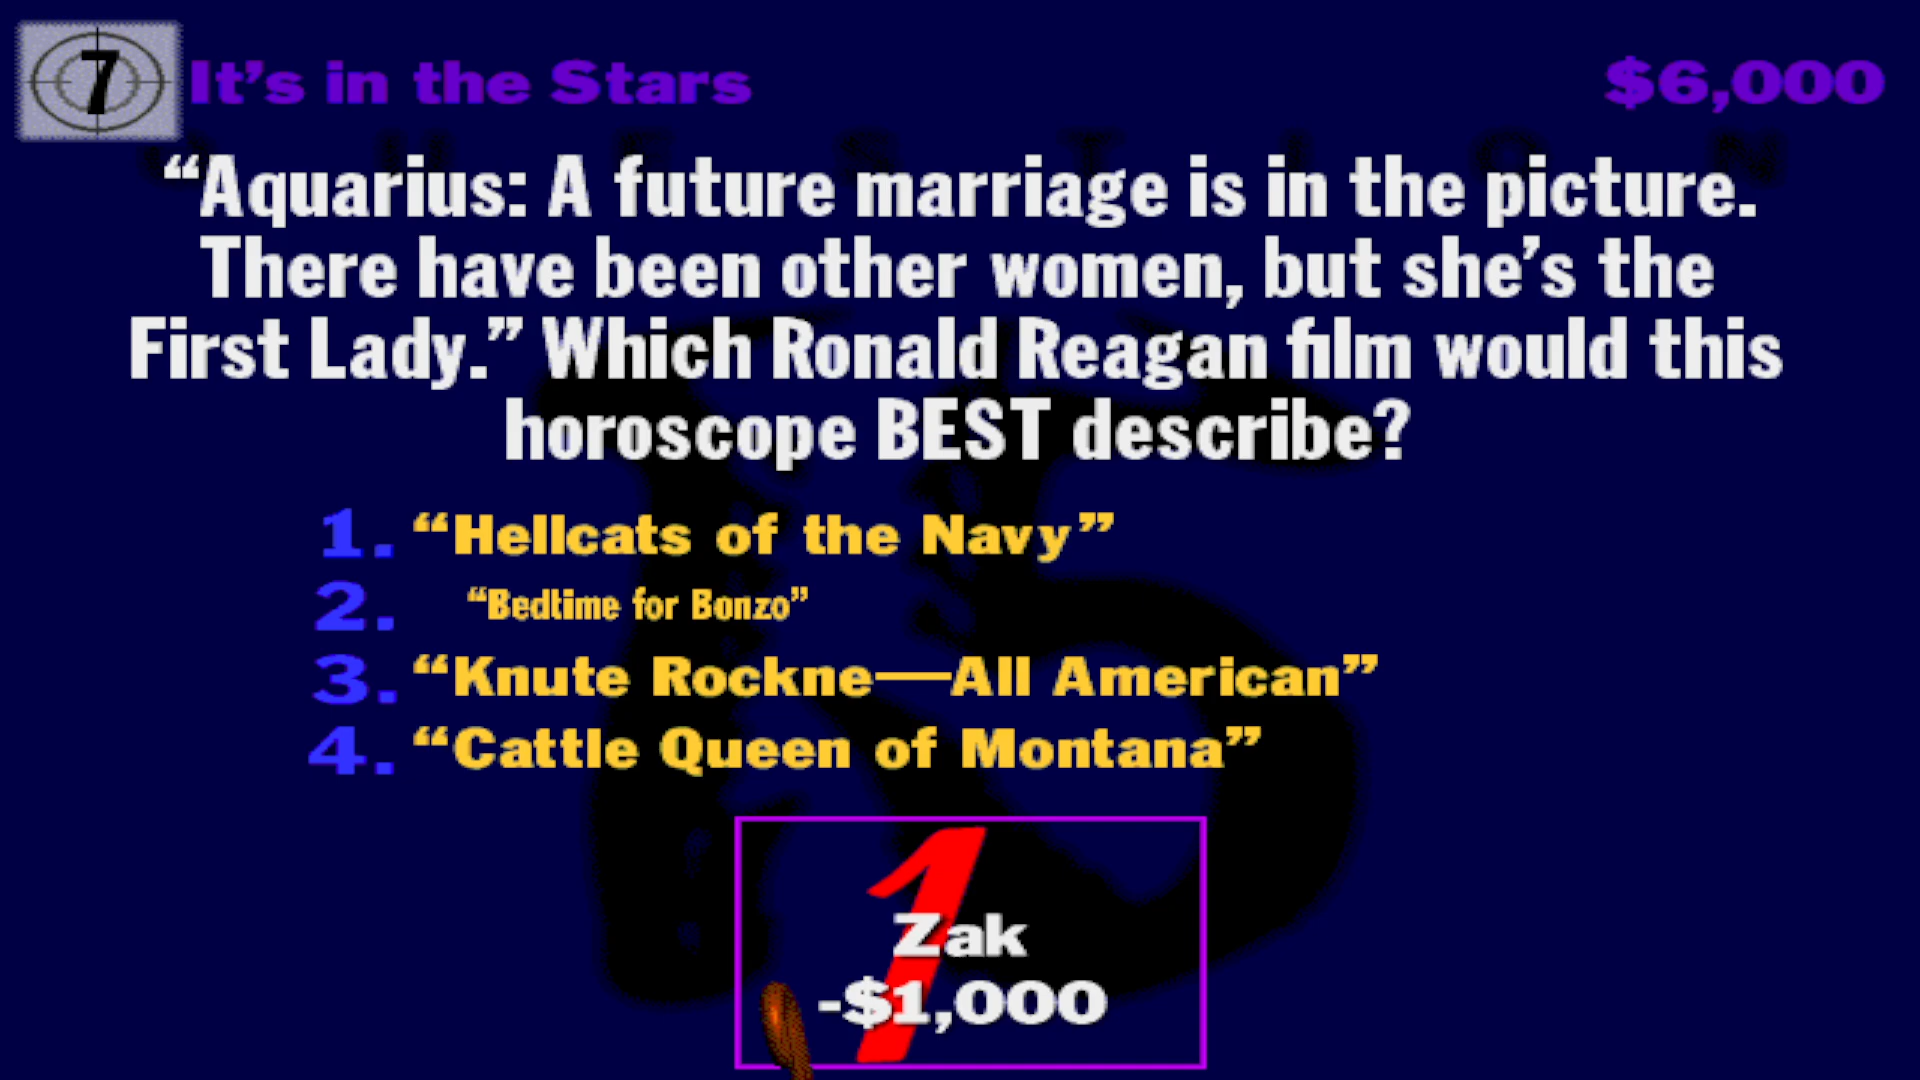 7 It’s in the Stars $6,000
QUESTION
“Aquarius: A future marriage is in the picture.
There have been other women, but she’s the
First Lady.” Which Ronald Reagan film would this
horoscope BEST describe?
1. “Hellcats of the Navy”
2. “Bedtime for Bonzo”
3. “Knute Rockne—All American”
4. “Cattle Queen of Montana”
1
Zak
-$1,000